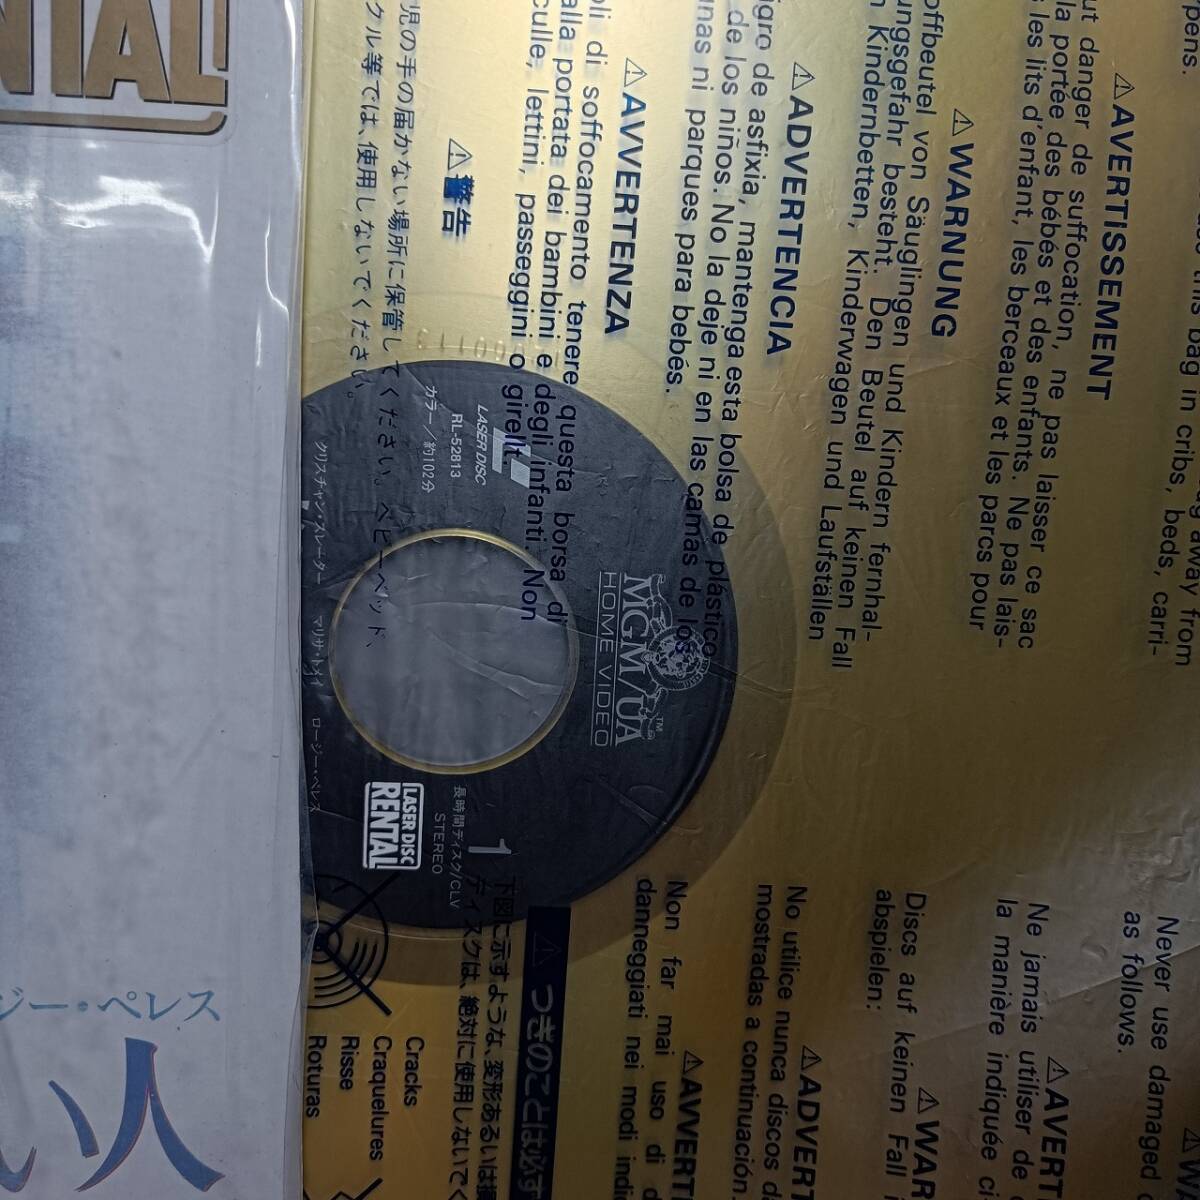 NTAL
ジー・ペレス
い人
pens.
away from
this bag in cribs, beds, carri-
⚠AVERTISSEMENT
ut danger de suffocation, ne pas laisser ce sac
la portée des bébés et des enfants. Ne pas lais-
les lits d'enfant, les berceaux et les parcs pour
⚠WARNUNG
offbeutel von Säuglingen und Kindern fernhal-
ungsgefahr besteht. Den Beutel auf keinen Fall
n Kindernbetten, Kinderwagen und Laufställen
⚠ADVERTENCIA
igro de asfixia, mantenga esta bolsa de plástico
de los niños. No la deje ni en las camas de los
unas ni parques para bebés.
⚠AVVERTENZA
oli di soffocamento tenere questa borsa di
alla portata dei bambini e degli infanti. Non
culle, lettini, passeggini o girelli.
⚠警告
児の手の届かない場所に保管してください。ベビーベッド、
クル等では、使用しないでください。
MGM/UA
TM
HOME VIDEO
LASER DISC
RL-52813
カラー/約102分
1
長時間ディスク/CLV
STEREO
LASER DISC
RENTAL
クリスチャン・スレーター マリサ・トメイ ロージー・ペレス
Never use damaged
as follows.
⚠AVERT
Ne jamais utiliser de
la manière indiquée ci
⚠WAR
Discs auf keinen Fall
abspielen:
⚠ADVERT
No utilice nunca discos da
mostradas a continuación.
⚠AVVERT
Non far mai uso di d
danneggiati nei modi indi
⚠ つぎのことは必ず
下図に示すような、変形あるいは損
ディスクは、絶対に使用しないでく
Cracks
Craquelures
Risse
Roturas